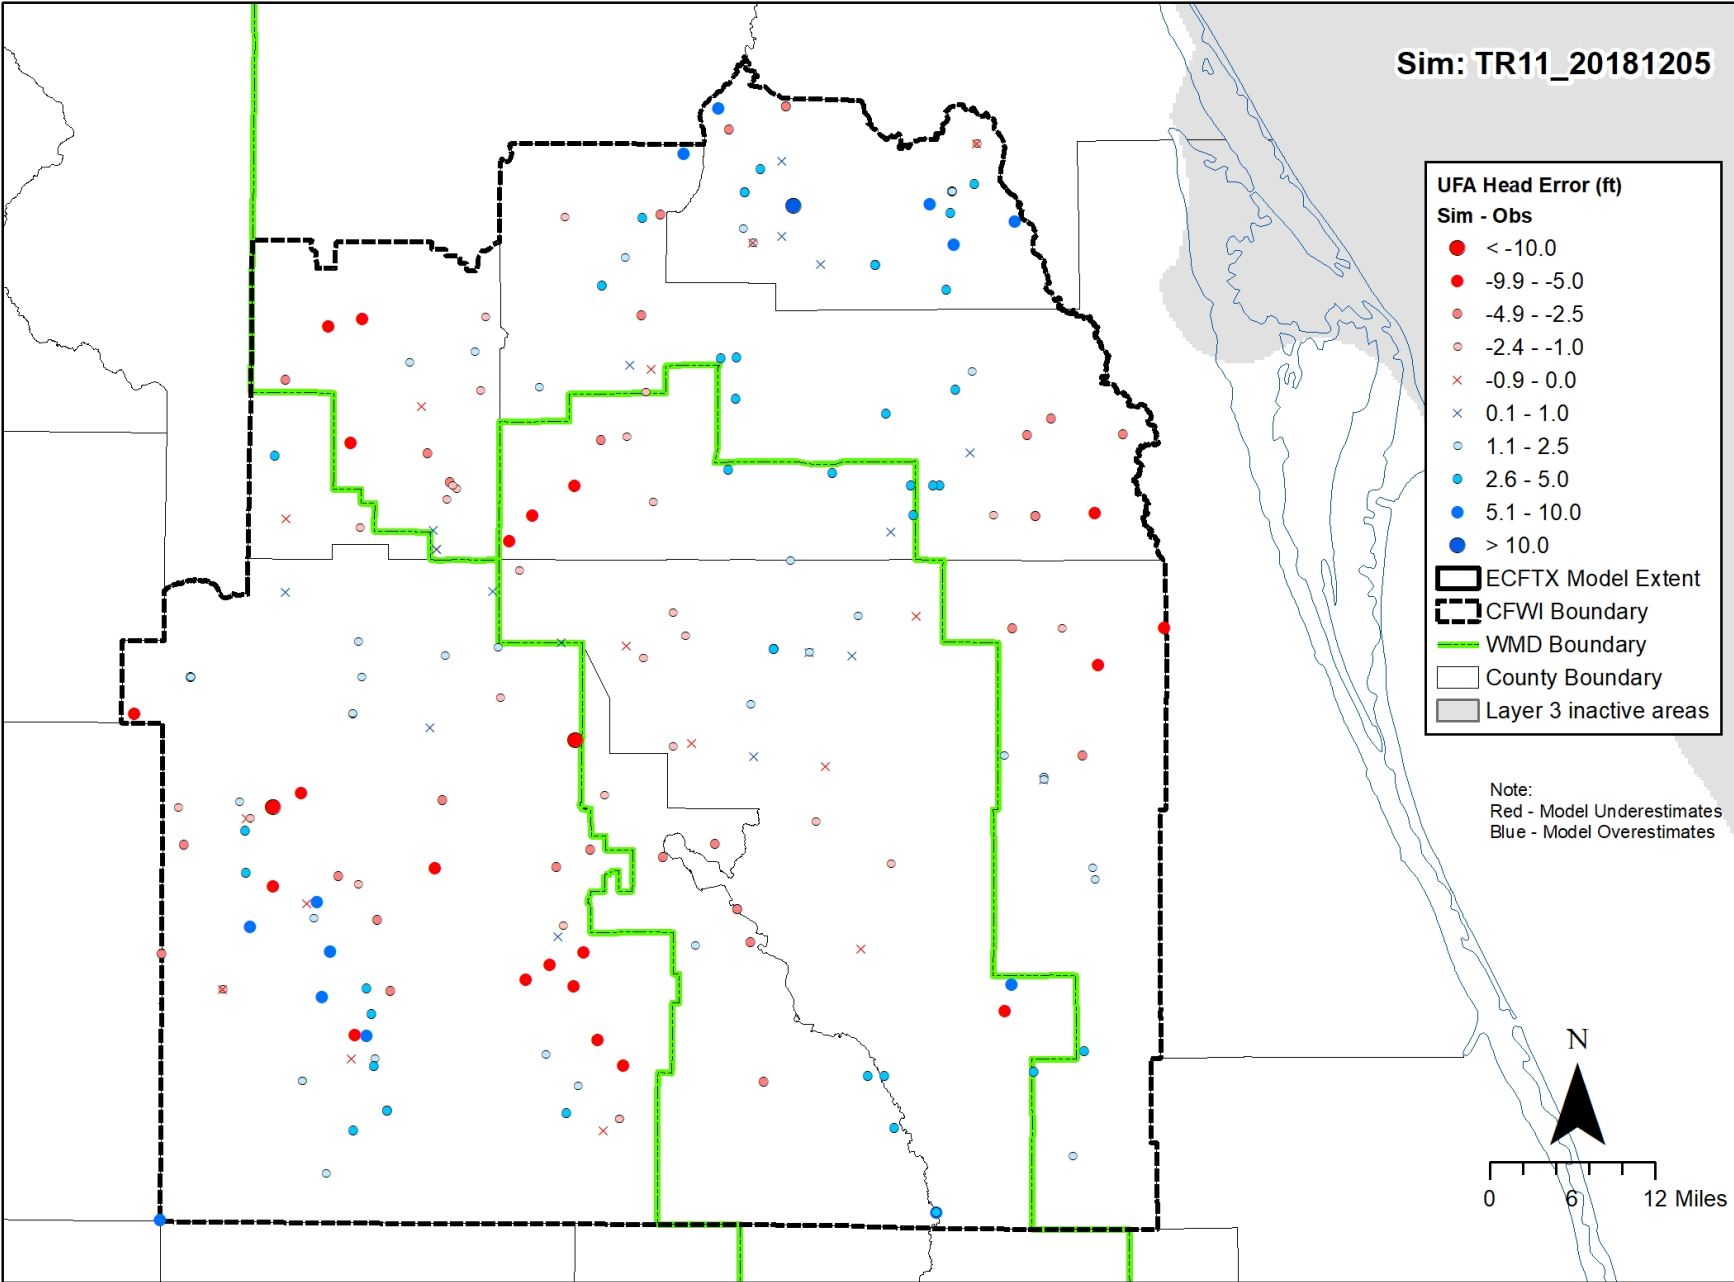 Sim: TR11_20181205
UFA Head Error (ft)
Sim - Obs
< -10.0
-9.9 - -5.0
-4.9 - -2.5
-2.4 - -1.0
-0.9 - 0.0
0.1 - 1.0
1.1 - 2.5
2.6 - 5.0
5.1 - 10.0
> 10.0
ECFTX Model Extent
CFWI Boundary
WMD Boundary
County Boundary
Layer 3 inactive areas
Note:
Red - Model Underestimates
Blue - Model Overestimates
N
0 6 12 Miles